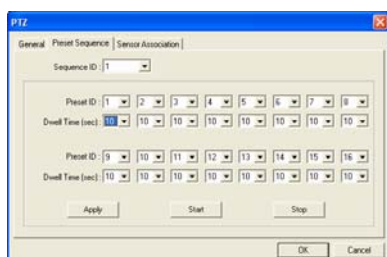 PTZ
General Preset Sequence Sensor Association
Sequence ID : 1
Preset ID : 1 2 3 4 5 6 7 8
Dwell Time (sec) : 10 10 10 10 10 10 10 10
Preset ID : 9 10 11 12 13 14 15 16
Dwell Time (sec) : 10 10 10 10 10 10 10 10
Apply Start Stop
OK Cancel